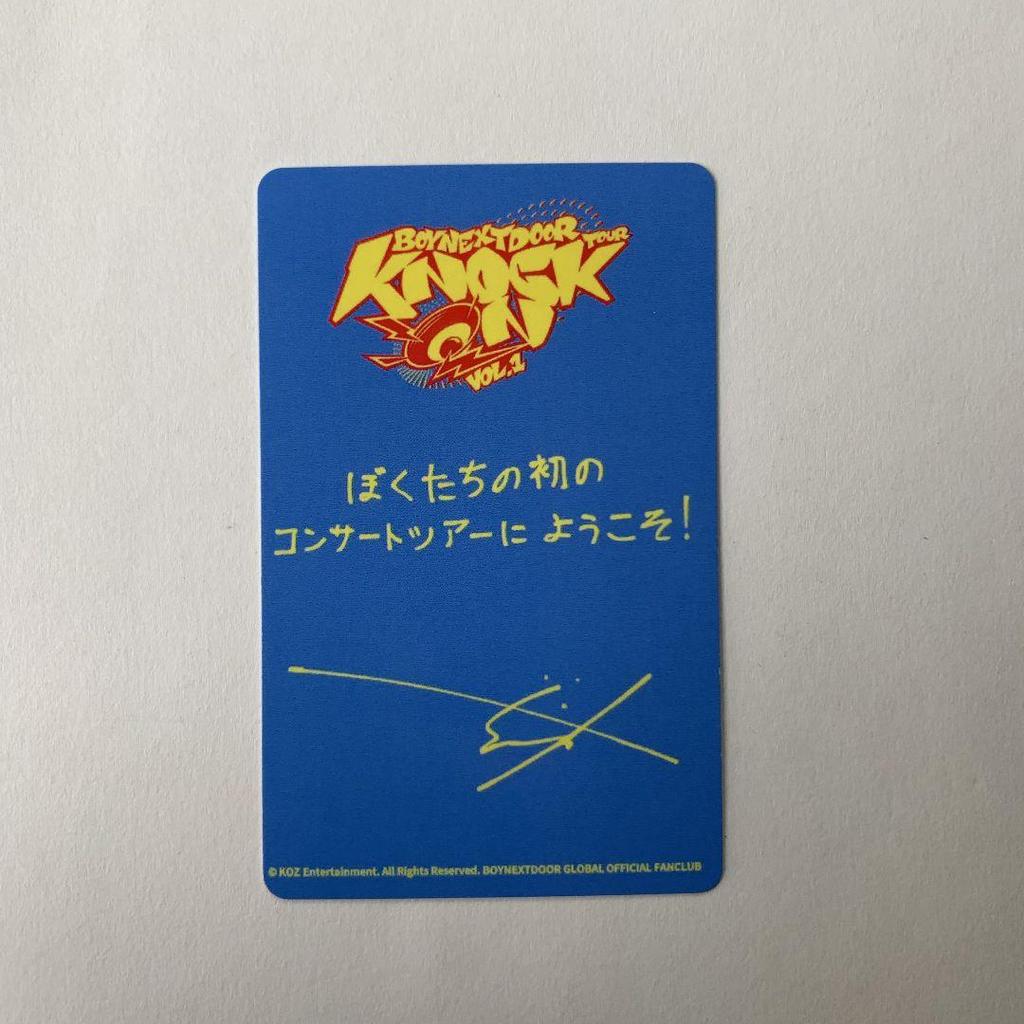 BOYNEXTDOOR TOUR
KNOCK
ON
VOL.1
ぼくたちの初の
コンサートツアーに ようこそ!
© KOZ Entertainment. All Rights Reserved. BOYNEXTDOOR GLOBAL OFFICIAL FANCLUB